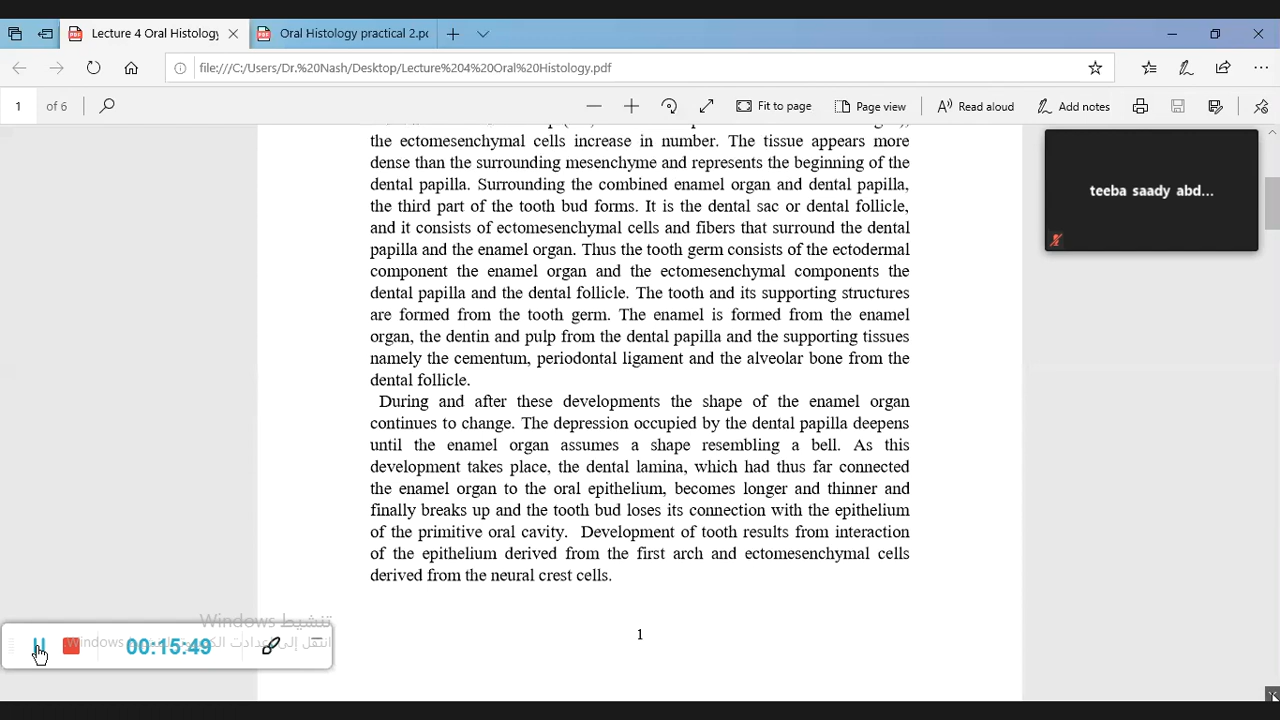 Lecture 4 Oral Histology
Oral Histology practical 2.pd
file:///C:/Users/Dr.%20Nash/Desktop/Lecture%204%20Oral%20Histology.pdf
1 of 6
Fit to page
Page view
Read aloud
Add notes
the ectomesenchymal cells increase in number. The tissue appears more
dense than the surrounding mesenchyme and represents the beginning of the
dental papilla. Surrounding the combined enamel organ and dental papilla,
the third part of the tooth bud forms. It is the dental sac or dental follicle,
and it consists of ectomesenchymal cells and fibers that surround the dental
papilla and the enamel organ. Thus the tooth germ consists of the ectodermal
component the enamel organ and the ectomesenchymal components the
dental papilla and the dental follicle. The tooth and its supporting structures
are formed from the tooth germ. The enamel is formed from the enamel
organ, the dentin and pulp from the dental papilla and the supporting tissues
namely the cementum, periodontal ligament and the alveolar bone from the
dental follicle.
During and after these developments the shape of the enamel organ
continues to change. The depression occupied by the dental papilla deepens
until the enamel organ assumes a shape resembling a bell. As this
development takes place, the dental lamina, which had thus far connected
the enamel organ to the oral epithelium, becomes longer and thinner and
finally breaks up and the tooth bud loses its connection with the epithelium
of the primitive oral cavity. Development of tooth results from interaction
of the epithelium derived from the first arch and ectomesenchymal cells
derived from the neural crest cells.
1
teeba saady abd...
تنشيط Windows
انتقل إلى Windows
00:15:49